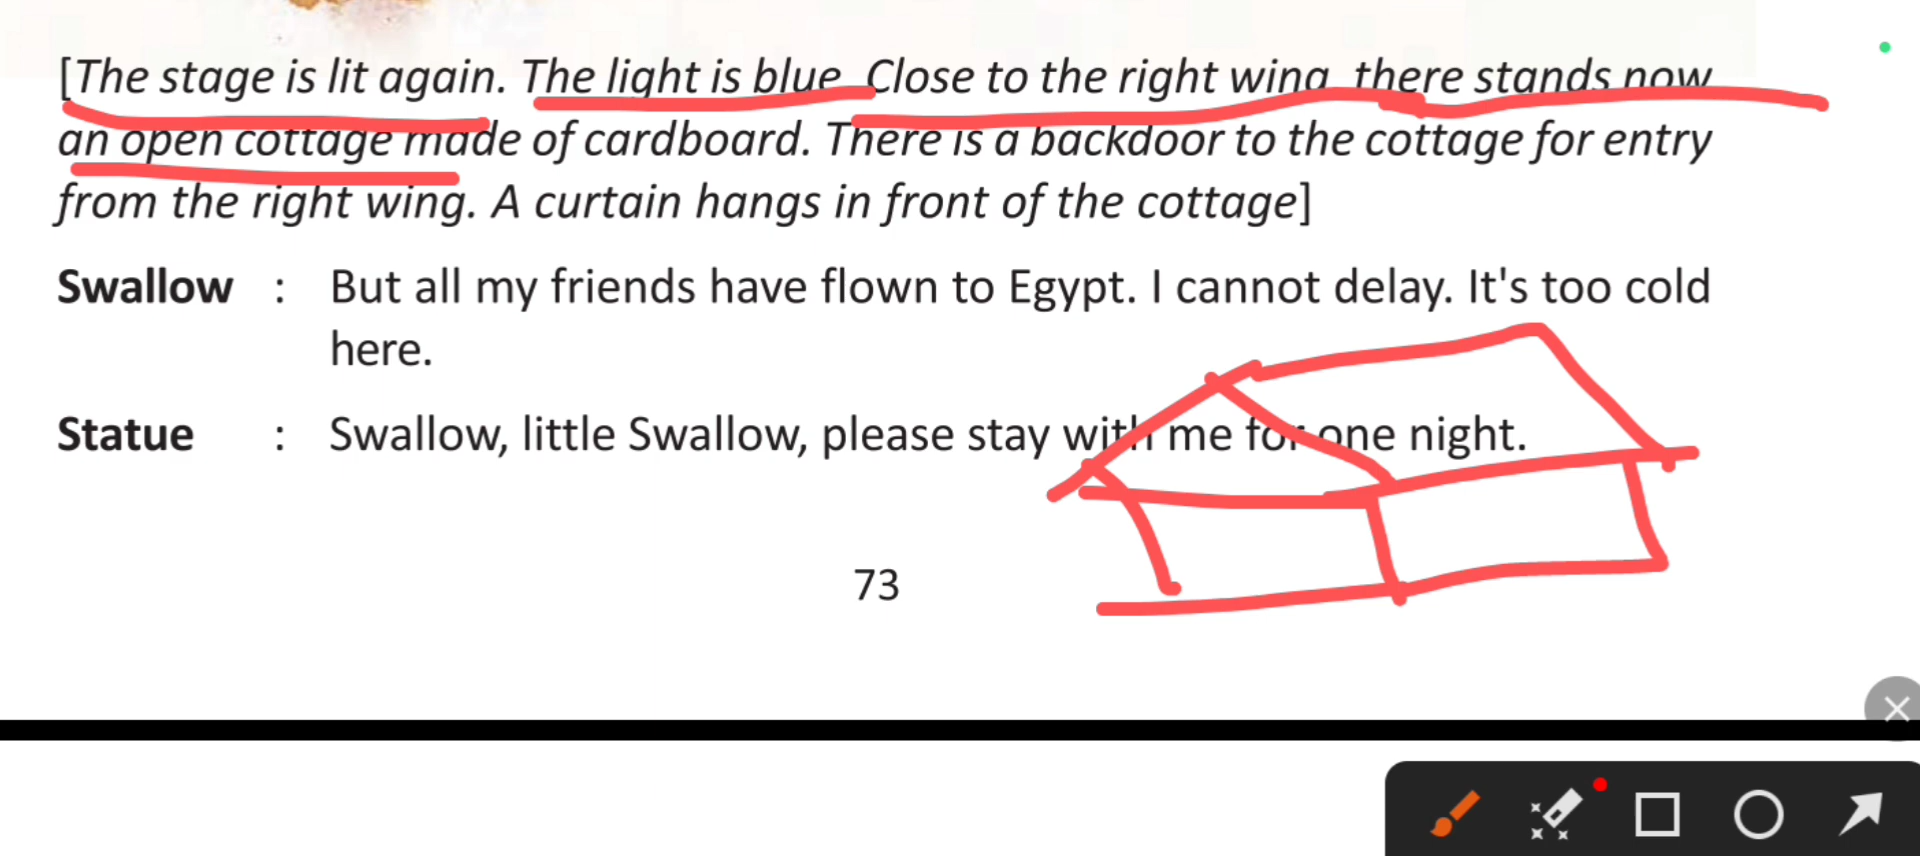 [The stage is lit again. The light is blue. Close to the right wing, there stands now
an open cottage made of cardboard. There is a backdoor to the cottage for entry
from the right wing. A curtain hangs in front of the cottage]
Swallow : But all my friends have flown to Egypt. I cannot delay. It's too cold
here.
Statue : Swallow, little Swallow, please stay with me for one night.
73